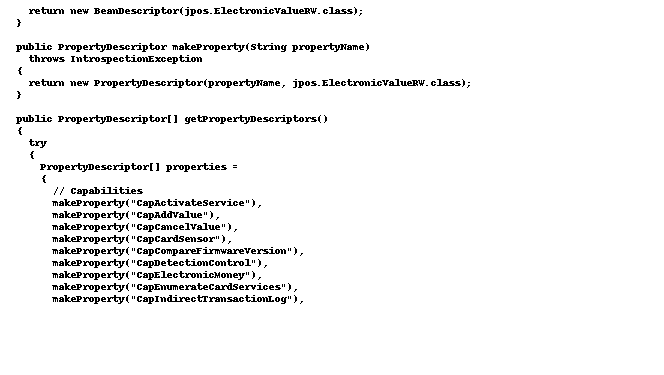 return new BeanDescriptor(jpos.ElectronicValueRW.class);
}
public PropertyDescriptor makeProperty(String propertyName)
throws IntrospectionException
{
return new PropertyDescriptor(propertyName, jpos.ElectronicValueRW.class);
}
public PropertyDescriptor[] getPropertyDescriptors()
{
try
{
PropertyDescriptor[] properties =
{
// Capabilities
makeProperty("CapActivateService"),
makeProperty("CapAddValue"),
makeProperty("CapCancelValue"),
makeProperty("CapCardSensor"),
makeProperty("CapCompareFirmwareVersion"),
makeProperty("CapDetectionControl"),
makeProperty("CapElectronicMoney"),
makeProperty("CapEnumerateCardServices"),
makeProperty("CapIndirectTransactionLog"),